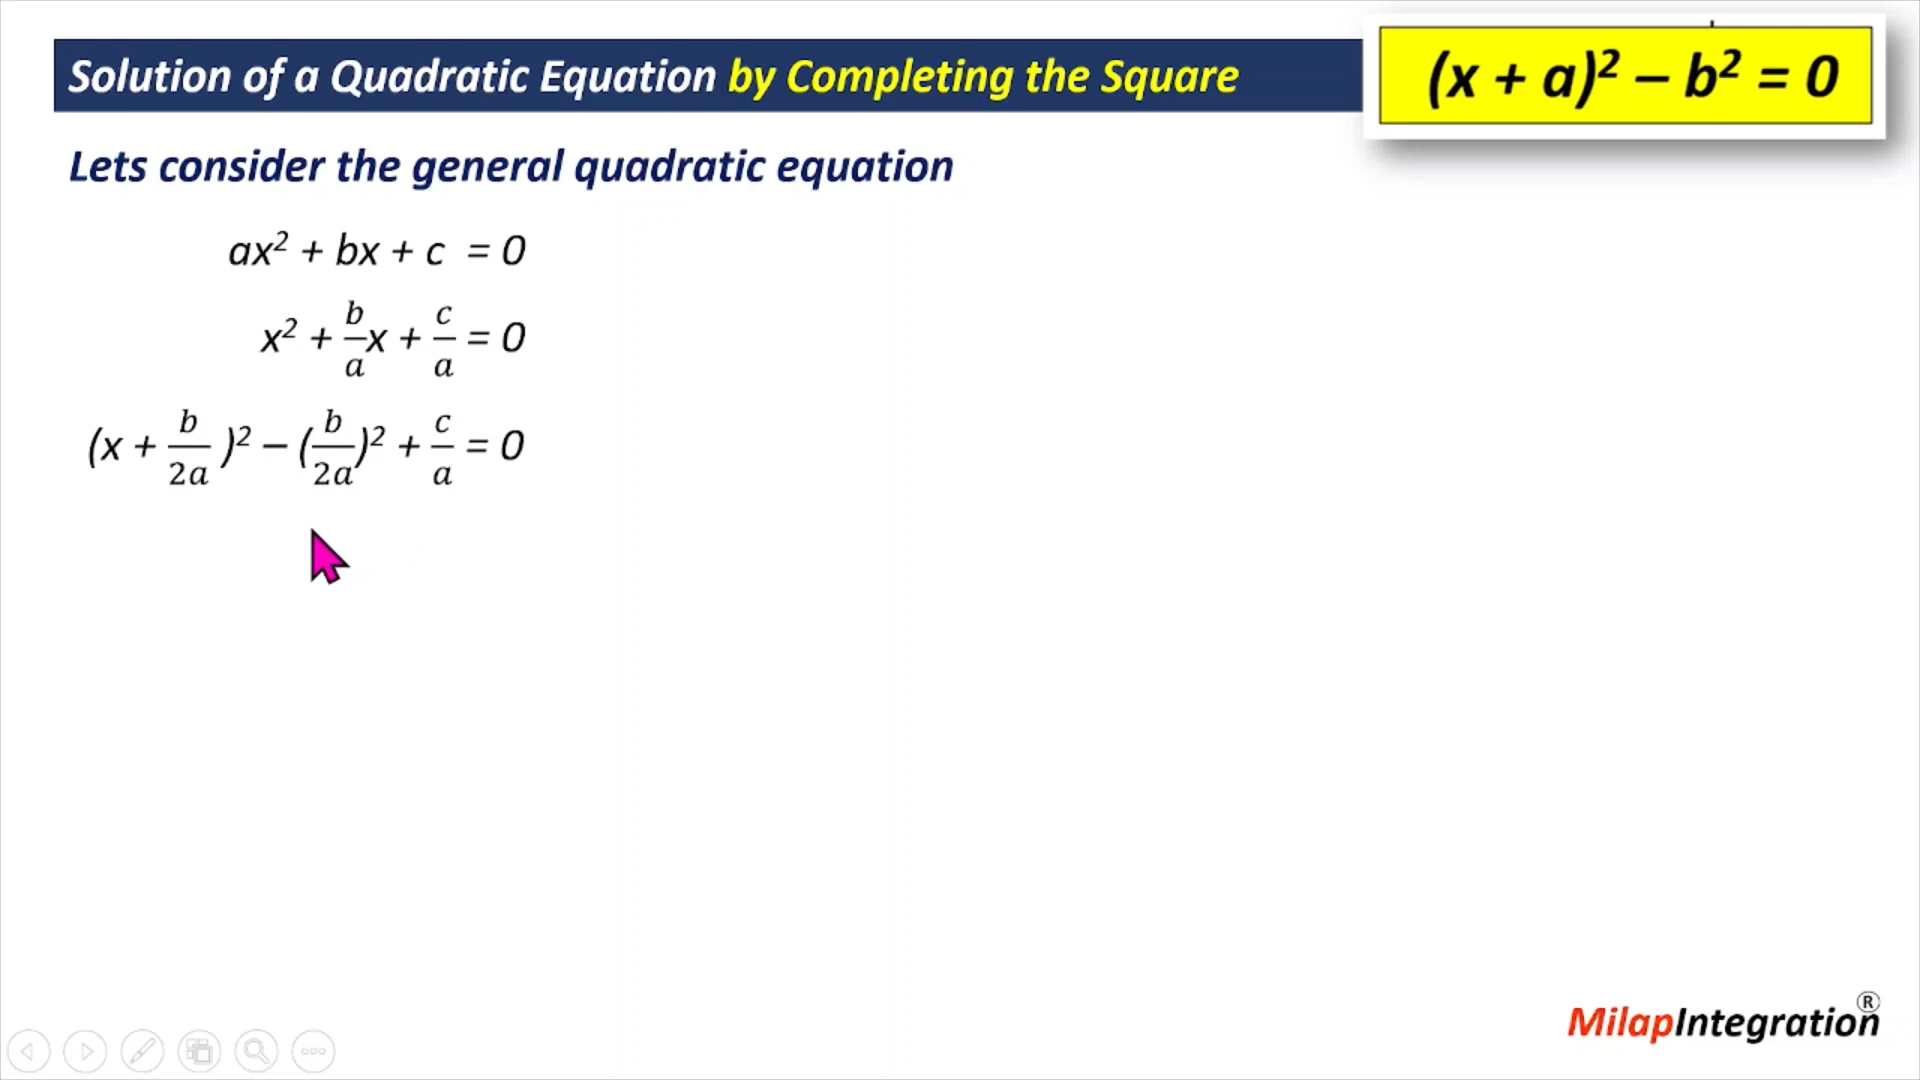 Solution of a Quadratic Equation by Completing the Square
(x + a)² – b² = 0
Lets consider the general quadratic equation
ax² + bx + c = 0
x² + b/a x + c/a = 0
(x + b/2a )² – (b/2a)² + c/a = 0
MilapIntegration®